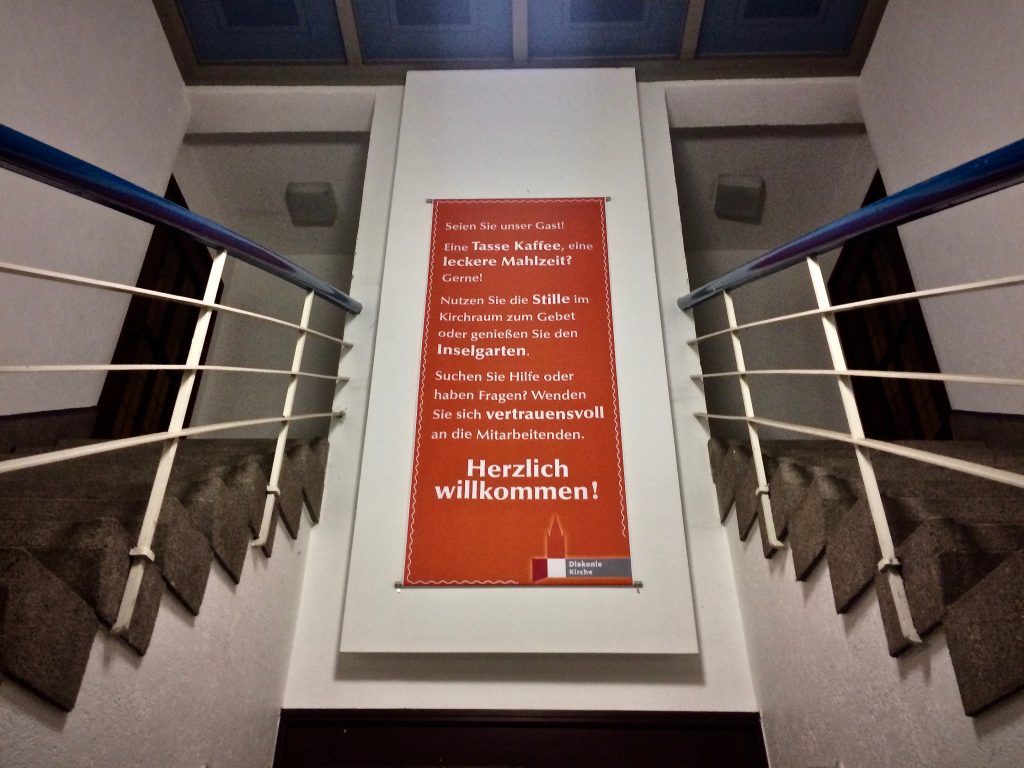 Seien Sie unser Gast!
Eine Tasse Kaffee, eine
leckere Mahlzeit?
Gerne!
Nutzen Sie die Stille im
Kirchraum zum Gebet
oder genießen Sie den
Inselgarten.
Suchen Sie Hilfe oder
haben Fragen? Wenden
Sie sich vertrauensvoll
an die Mitarbeitenden.
Herzlich
willkommen!
Diakonie
Kirche